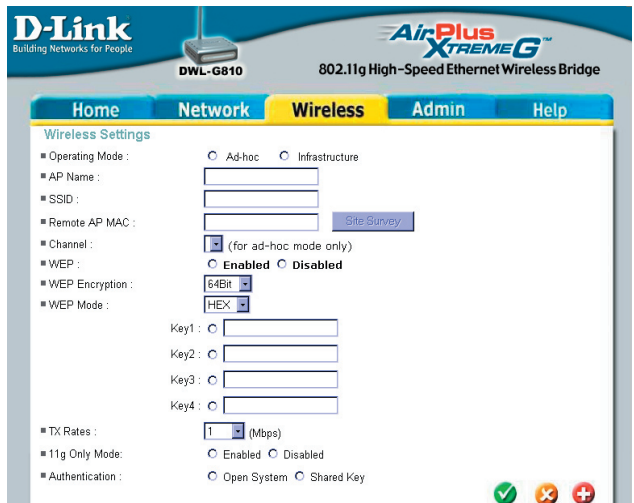 D-Link
Building Networks for People
DWL-G810
AirPlus
XTREME G™
802.11g High-Speed Ethernet Wireless Bridge
Home Network Wireless Admin Help
Wireless Settings
Operating Mode : Ad-hoc Infrastructure
AP Name :
SSID :
Remote AP MAC : Site Survey
Channel : (for ad-hoc mode only)
WEP : Enabled Disabled
WEP Encryption : 64Bit
WEP Mode : HEX
Key1 :
Key2 :
Key3 :
Key4 :
TX Rates : 1 (Mbps)
11g Only Mode: Enabled Disabled
Authentication : Open System Shared Key